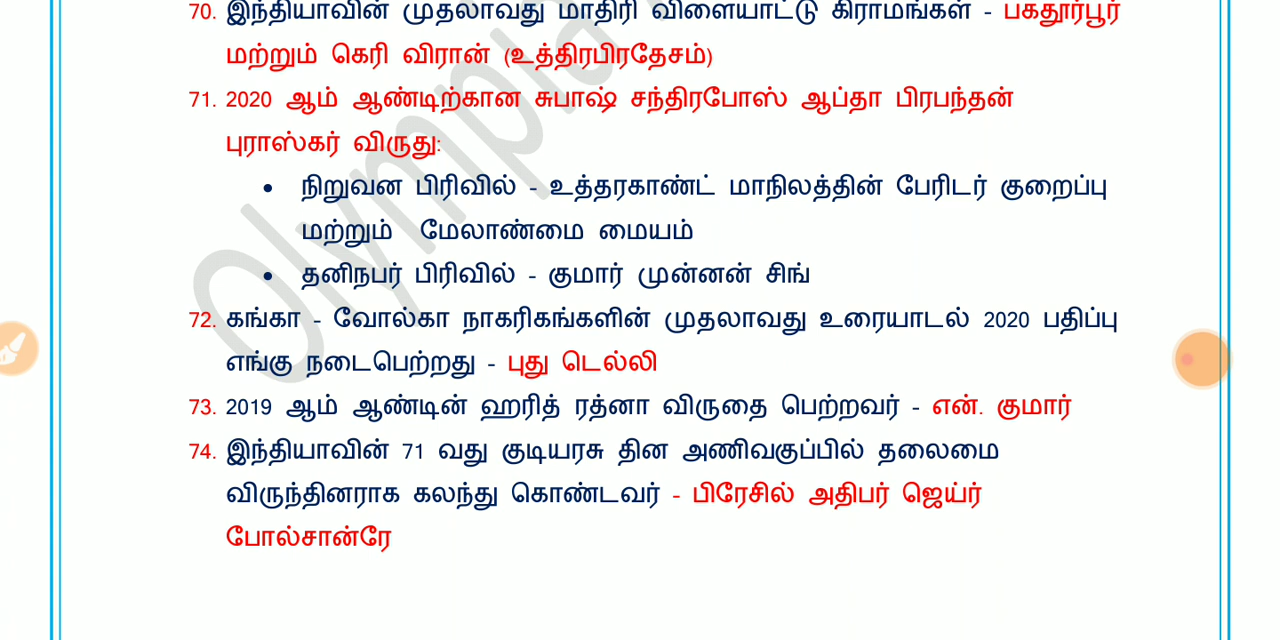 70. இந்தியாவின் முதலாவது மாதிரி விளையாட்டு கிராமங்கள் - பகதூர்பூர்
மற்றும் கெரி விரான் (உத்திரபிரதேசம்)
71. 2020 ஆம் ஆண்டிற்கான சுபாஷ் சந்திரபோஸ் ஆப்தா பிரபந்தன்
புராஸ்கர் விருது:
• நிறுவன பிரிவில் - உத்தரகாண்ட் மாநிலத்தின் பேரிடர் குறைப்பு
மற்றும் மேலாண்மை மையம்
• தனிநபர் பிரிவில் - குமார் முன்னன் சிங்
72. கங்கா - வோல்கா நாகரிகங்களின் முதலாவது உரையாடல் 2020 பதிப்பு
எங்கு நடைபெற்றது - புது டெல்லி
73. 2019 ஆம் ஆண்டின் ஹரித் ரத்னா விருதை பெற்றவர் - என். குமார்
74. இந்தியாவின் 71 வது குடியரசு தின அணிவகுப்பில் தலைமை
விருந்தினராக கலந்து கொண்டவர் - பிரேசில் அதிபர் ஜெய்ர்
போல்சான்ரே
Olympia